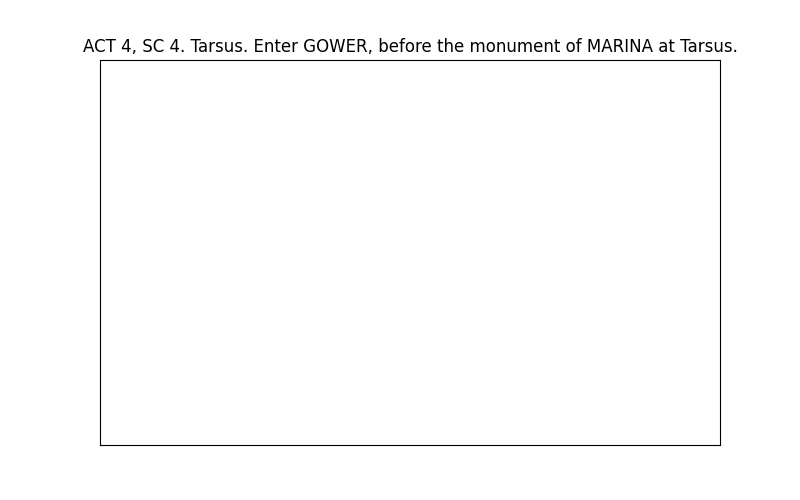 ACT 4, SC 4. Tarsus. Enter GOWER, before the monument of MARINA at Tarsus.